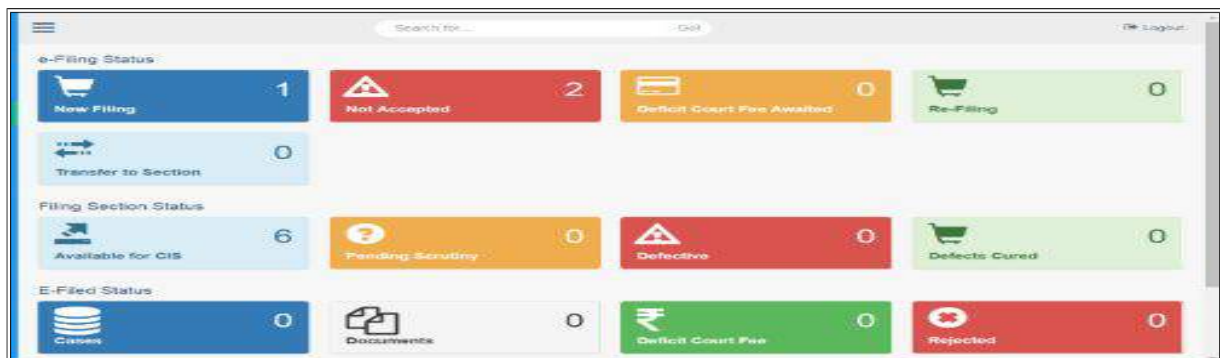 Search for... Go! Logout
e-Filing Status
1 2 0 0
New Filing Not Accepted Deficit Court Fee Awaited Re-Filing
0
Transfer to Section
Filing Section Status
6 0 0 0
Available for CIS Pending Scrutiny Defective Defects Cured
E-Filed Status
0 0 0 0
Cases Documents Deficit Court Fee Rejected